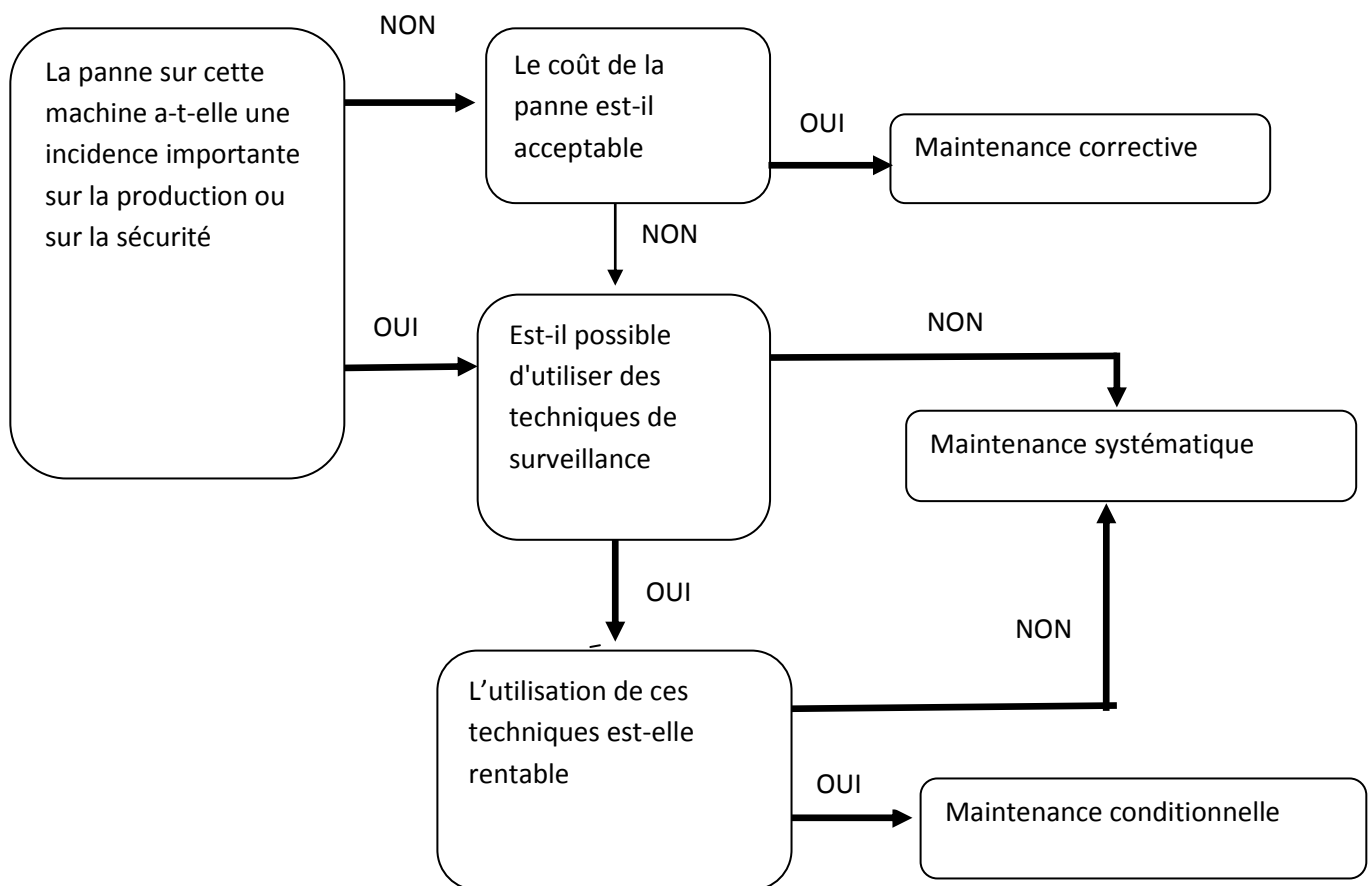 NON
La panne sur cette
machine a-t-elle une
incidence importante
sur la production ou
sur la sécurité
Le coût de la
panne est-il
acceptable
OUI
Maintenance corrective
NON
OUI
Est-il possible
d'utiliser des
techniques de
surveillance
NON
Maintenance systématique
OUI
NON
L’utilisation de ces
techniques est-elle
rentable
OUI
Maintenance conditionnelle